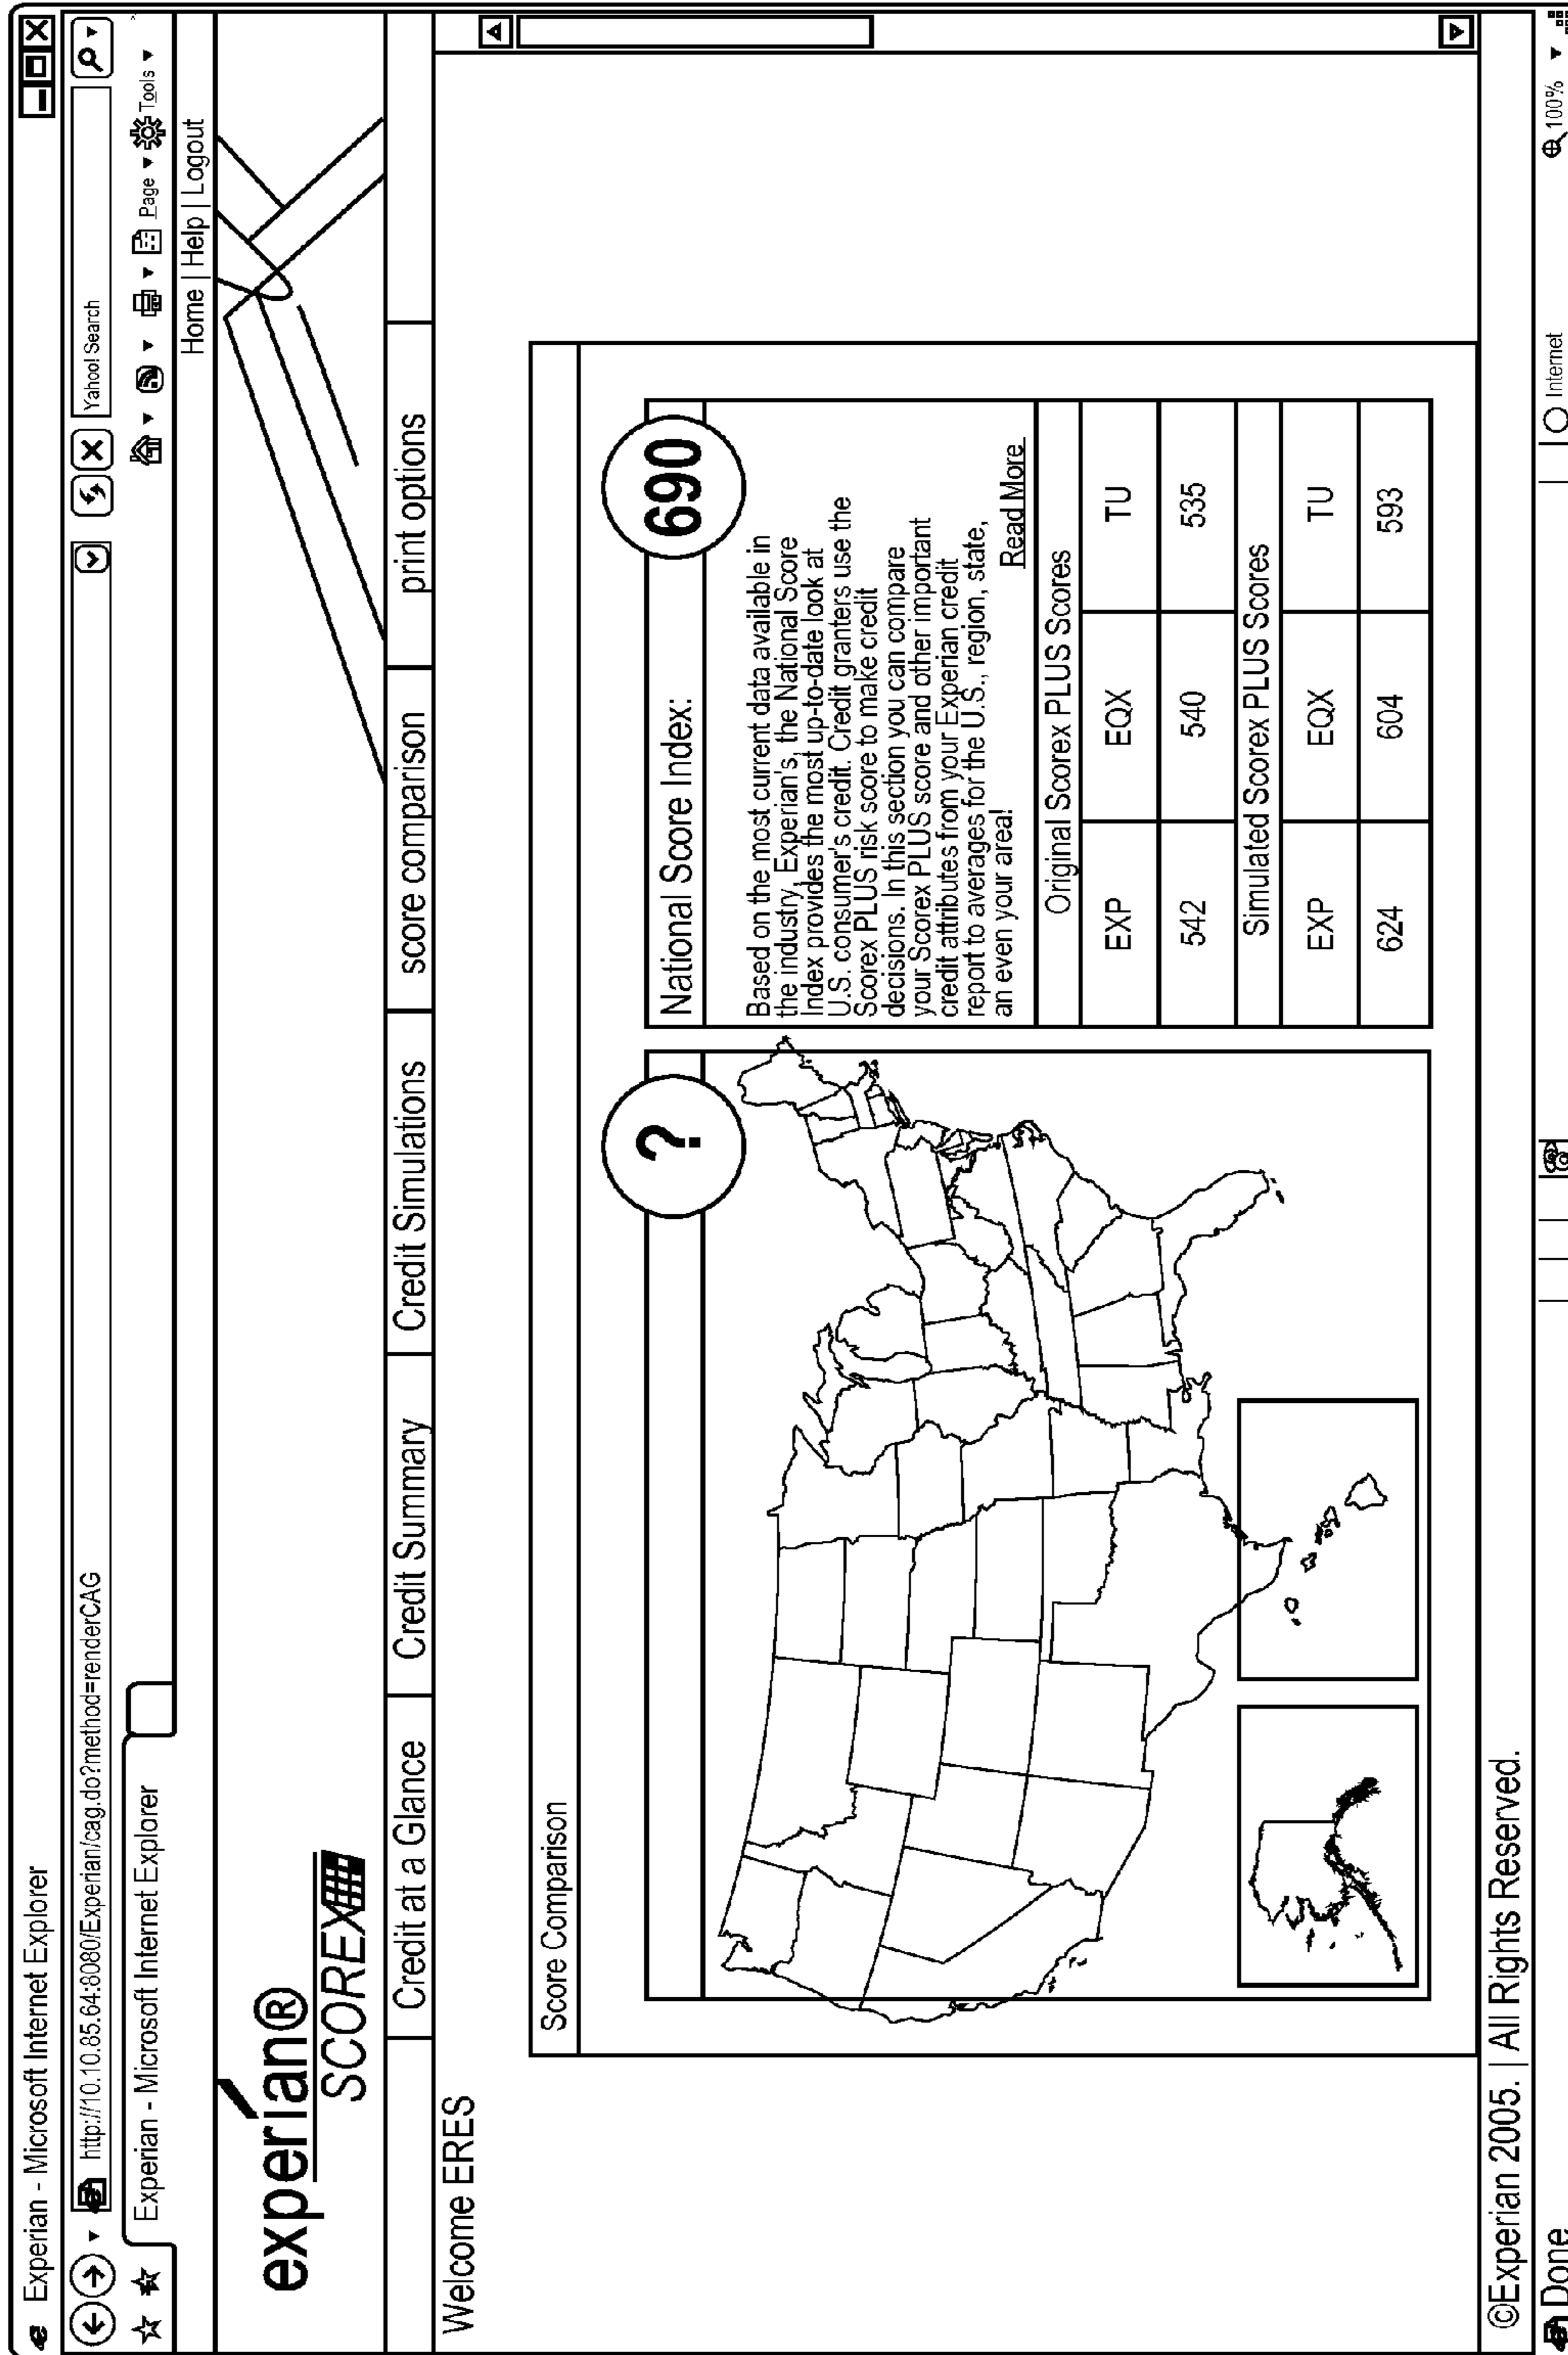 Experian - Microsoft Internet Explorer
http://10.10.85.64:8080/Experian/cag.do?method=renderCAG
Yahoo! Search
Experian - Microsoft Internet Explorer
Page
Tools
Home | Help | Logout
experian®
SCOREX
Credit at a Glance
Credit Summary
Credit Simulations
score comparison
print options
Welcome ERES
Score Comparison
?
National Score Index:
690
Based on the most current data available in
the industry, Experian's, the National Score
Index provides the most up-to-date look at
U.S. consumer's credit. Credit granters use the
Scorex PLUS risk score to make credit
decisions. In this section you can compare
your Scorex PLUS score and other important
credit attributes from your Experian credit
report to averages for the U.S., region, state,
an even your area!
Read More
Original Scorex PLUS Scores
EXP EQX TU
542 540 535
Simulated Scorex PLUS Scores
EXP EQX TU
624 604 593
©Experian 2005. | All Rights Reserved.
Done
Internet
100%